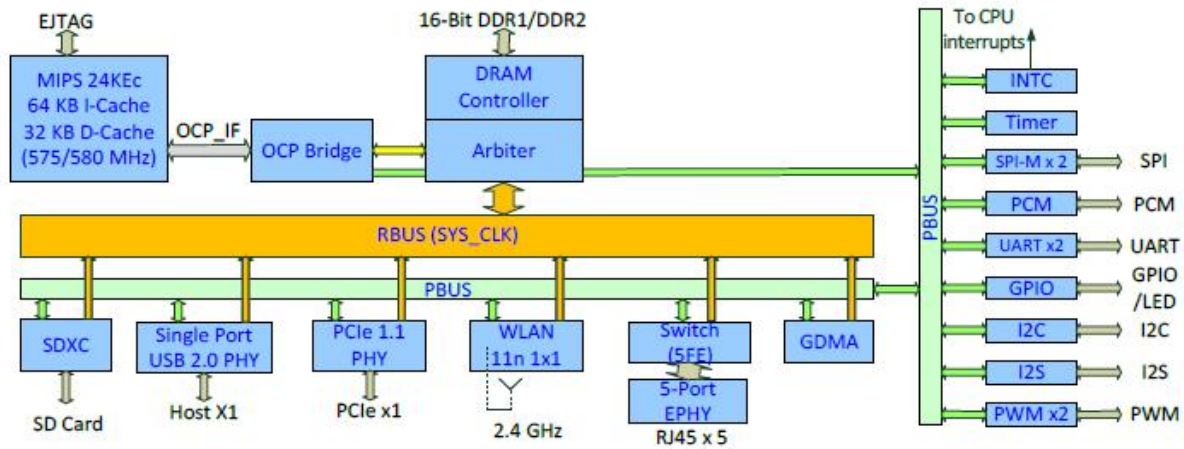 EJTAG
16-Bit DDR1/DDR2
To CPU
interrupts
MIPS 24KEc
64 KB I-Cache
32 KB D-Cache
(575/580 MHz)
OCP_IF
OCP Bridge
DRAM
Controller
Arbiter
RBUS (SYS_CLK)
PBUS
SDXC
Single Port
USB 2.0 PHY
PCIe 1.1
PHY
WLAN
11n 1x1
Switch
(5FE)
GDMA
5-Port
EPHY
SD Card
Host X1
PCIe x1
2.4 GHz
RJ45 x 5
PBUS
INTC
Timer
SPI-M x 2
SPI
PCM
PCM
UART x2
UART
GPIO
GPIO
/LED
I2C
I2C
I2S
I2S
PWM x2
PWM